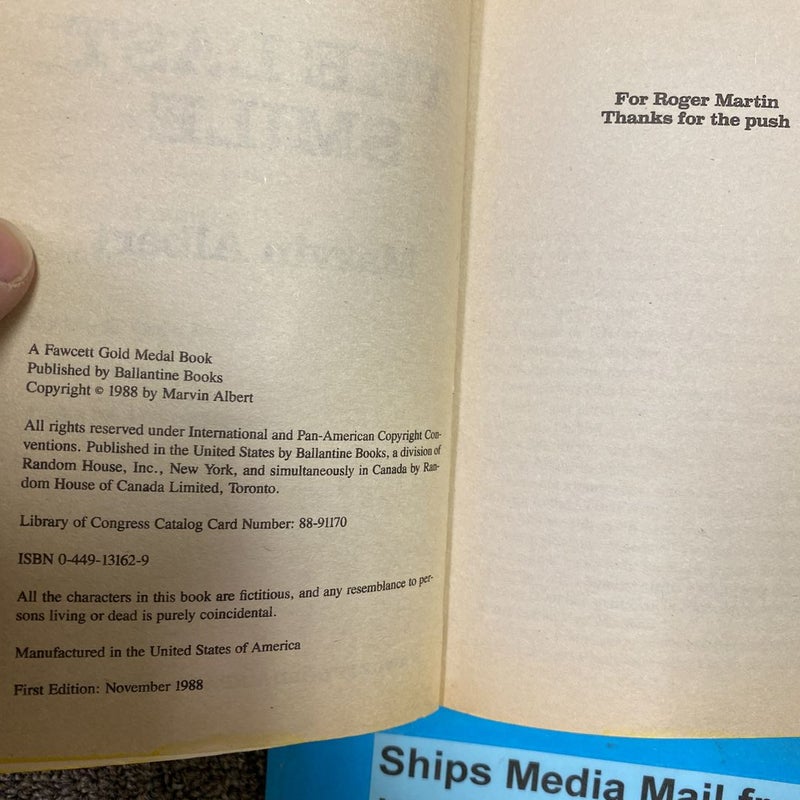 A Fawcett Gold Medal Book
Published by Ballantine Books
Copyright © 1988 by Marvin Albert
All rights reserved under International and Pan-American Copyright Con-
ventions. Published in the United States by Ballantine Books, a division of
Random House, Inc., New York, and simultaneously in Canada by Ran-
dom House of Canada Limited, Toronto.
Library of Congress Catalog Card Number: 88-91170
ISBN 0-449-13162-9
All the characters in this book are fictitious, and any resemblance to per-
sons living or dead is purely coincidental.
Manufactured in the United States of America
First Edition: November 1988
For Roger Martin
Thanks for the push
Ships Media Mail